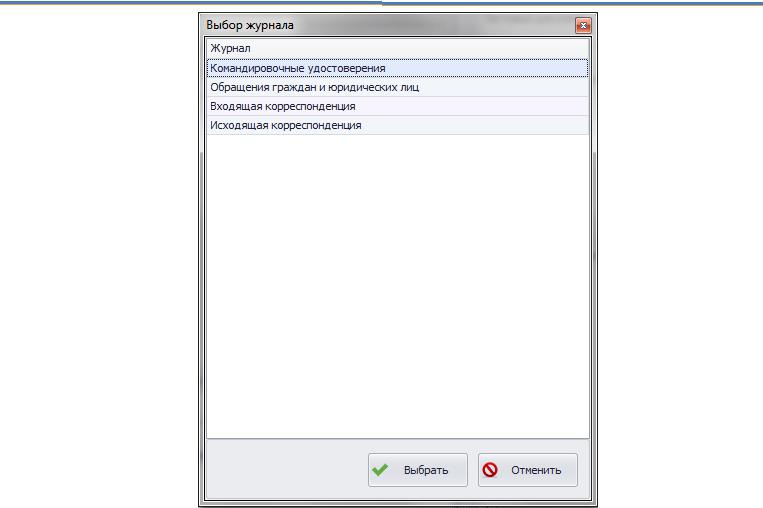 Выбор журнала
Журнал
Командировочные удостоверения
Обращения граждан и юридических лиц
Входящая корреспонденция
Исходящая корреспонденция
Выбрать
Отменить